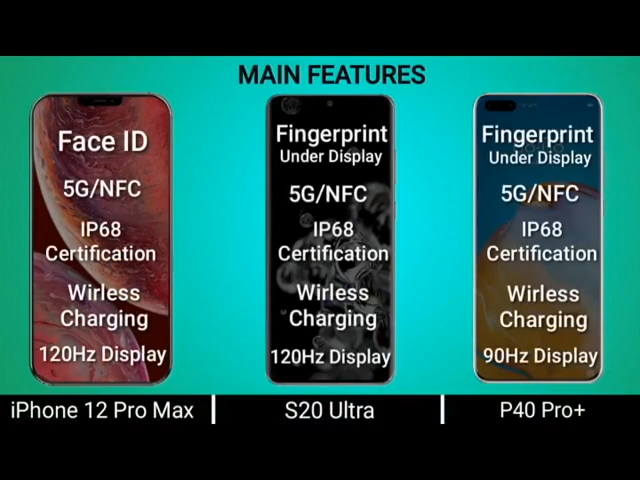 MAIN FEATURES
Face ID
5G/NFC
IP68
Certification
Wirless
Charging
120Hz Display
Fingerprint
Under Display
5G/NFC
IP68
Certification
Wirless
Charging
120Hz Display
Fingerprint
Under Display
5G/NFC
IP68
Certification
Wirless
Charging
90Hz Display
iPhone 12 Pro Max
S20 Ultra
P40 Pro+